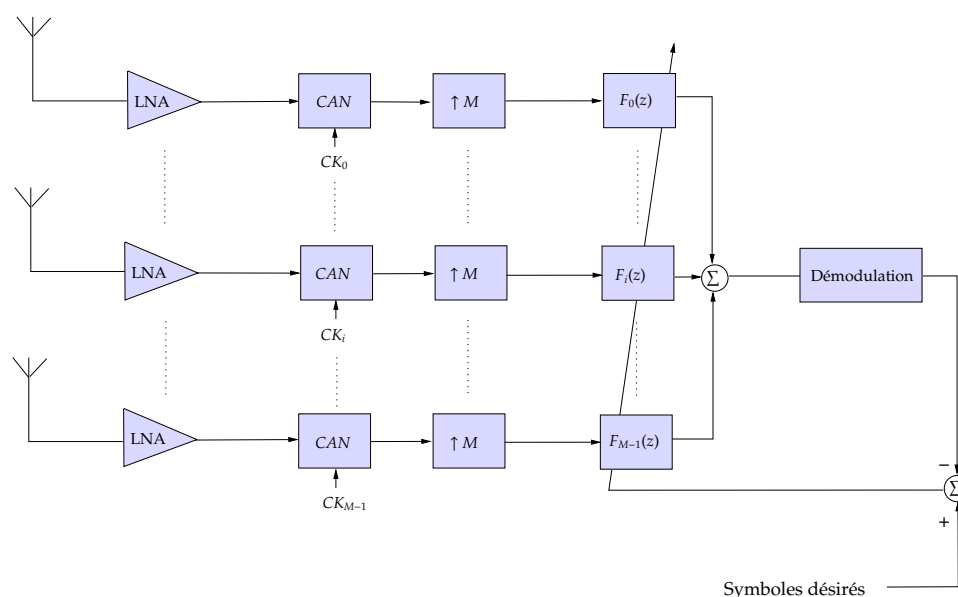 LNA CAN ↑ M F₀(z)
CK₀
LNA CAN ↑ M Fᵢ(z) Σ Démodulation
CKᵢ
LNA CAN ↑ M F_{M−1}(z)
−
Σ
CK_{M−1}
+
Symboles désirés